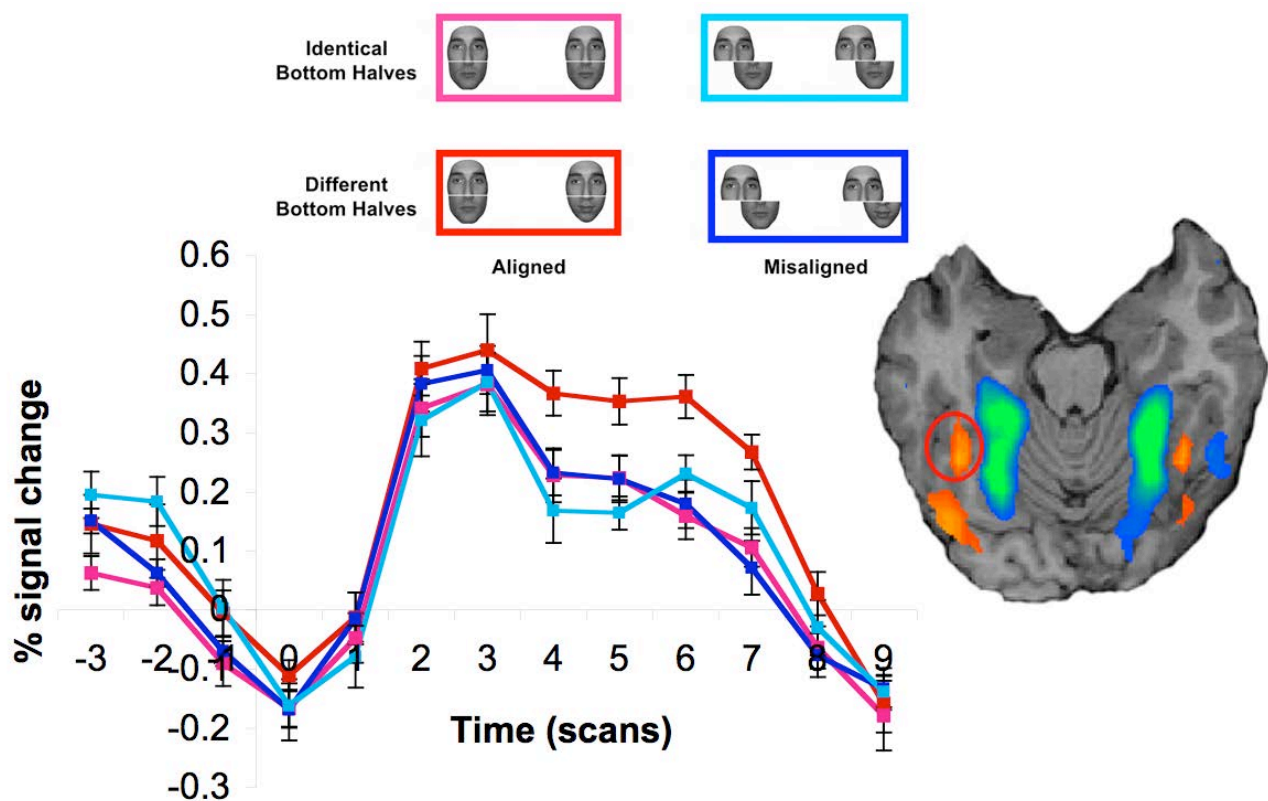 Identical
Bottom Halves
Different
Bottom Halves
Aligned
Misaligned
0.6
0.5
0.4
0.3
0.2
0.1
0
-0.1
-0.2
-0.3
% signal change
-3 -2 -1 0 1 2 3 4 5 6 7 8 9
Time (scans)